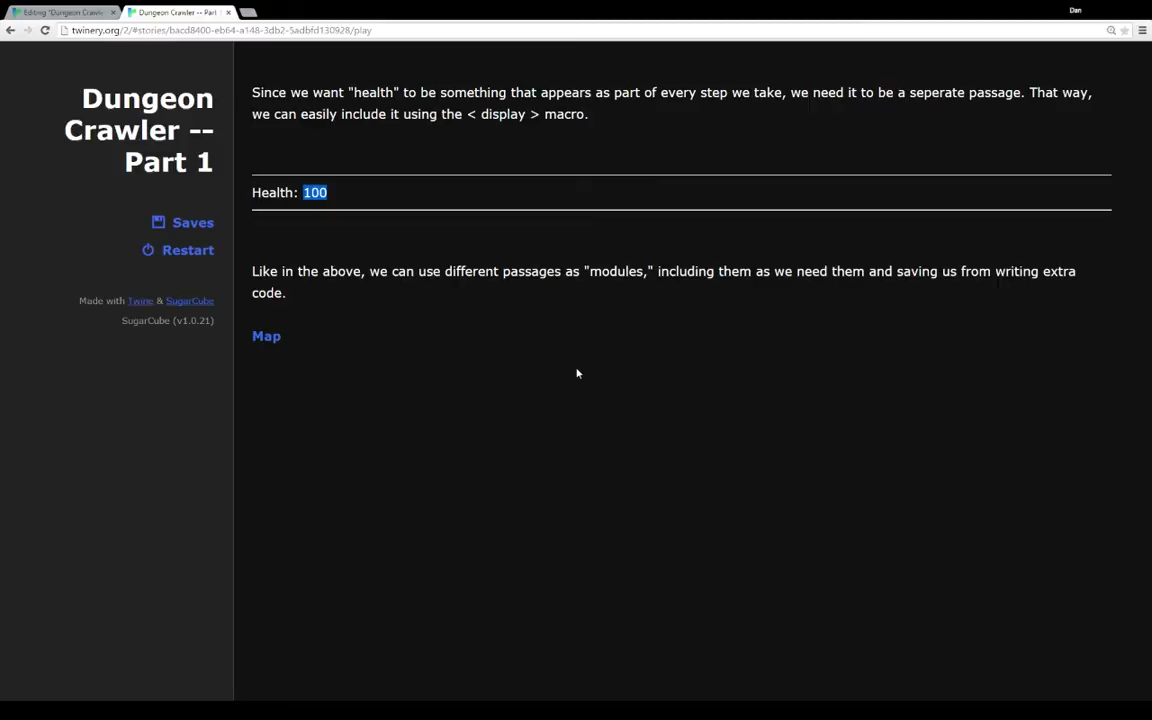 Editing "Dungeon Crawl
Dungeon Crawler -- Part
Dan
twinery.org/2/#stories/bacd8400-eb64-a148-3db2-5adbfd130928/play
Dungeon
Crawler --
Part 1
Saves
Restart
Made with Twine & SugarCube
SugarCube (v1.0.21)
Since we want "health" to be something that appears as part of every step we take, we need it to be a seperate passage. That way,
we can easily include it using the < display > macro.
Health: 100
Like in the above, we can use different passages as "modules," including them as we need them and saving us from writing extra
code.
Map